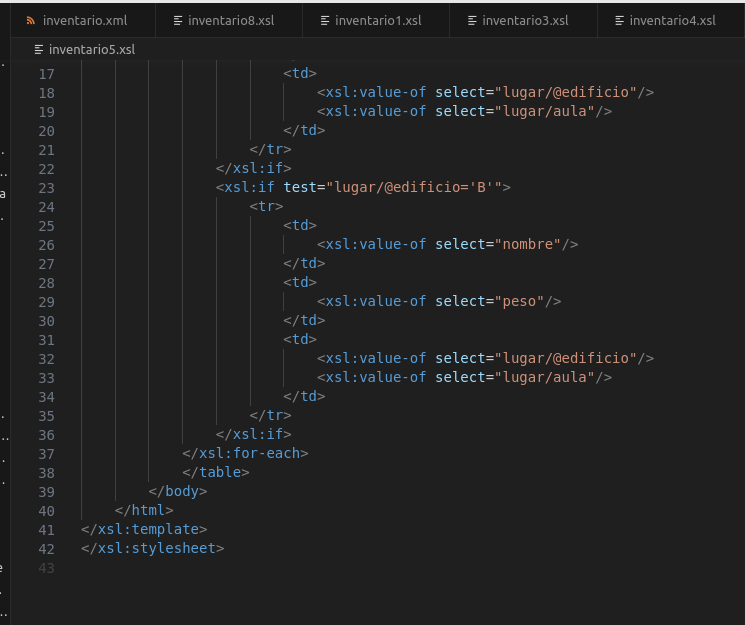 inventario.xml inventario8.xsl inventario1.xsl inventario3.xsl inventario4.xsl
inventario5.xsl
17 <td>
18 <xsl:value-of select="lugar/@edificio"/>
19 <xsl:value-of select="lugar/aula"/>
20 </td>
21 </tr>
22 </xsl:if>
23 <xsl:if test="lugar/@edificio='B'">
24 <tr>
25 <td>
26 <xsl:value-of select="nombre"/>
27 </td>
28 <td>
29 <xsl:value-of select="peso"/>
30 </td>
31 <td>
32 <xsl:value-of select="lugar/@edificio"/>
33 <xsl:value-of select="lugar/aula"/>
34 </td>
35 </tr>
36 </xsl:if>
37 </xsl:for-each>
38 </table>
39 </body>
40 </html>
41 </xsl:template>
42 </xsl:stylesheet>
43